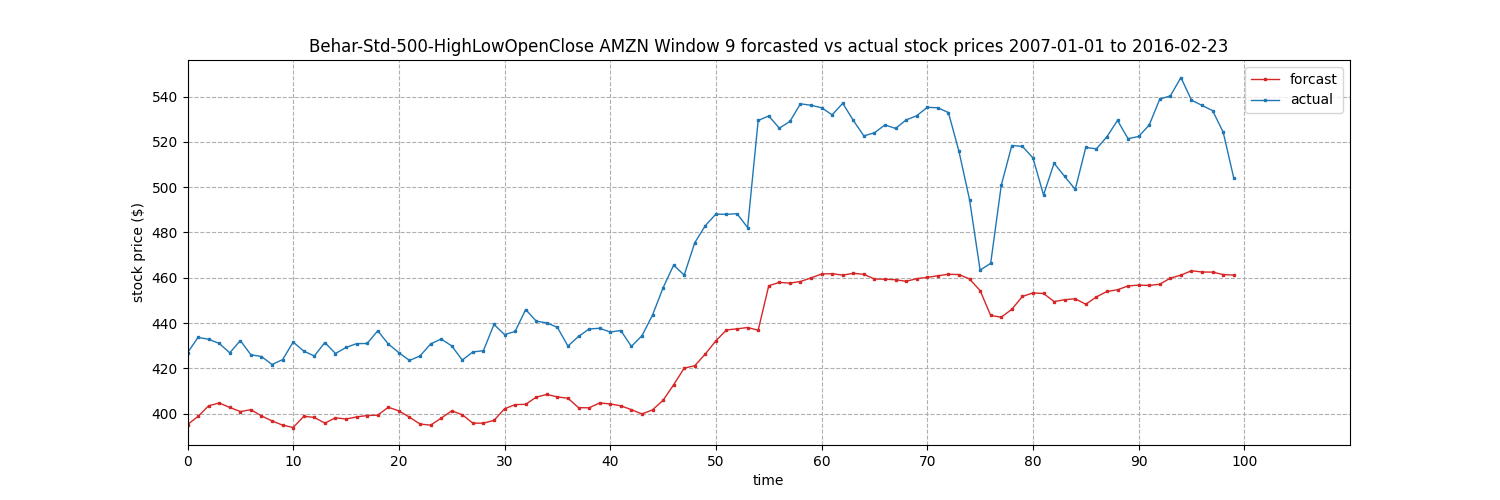 Behar-Std-500-HighLowOpenClose AMZN Window 9 forcasted vs actual stock prices 2007-01-01 to 2016-02-23
forcast
actual
stock price ($)
540
520
500
480
460
440
420
400
0 10 20 30 40 50 60 70 80 90 100
time